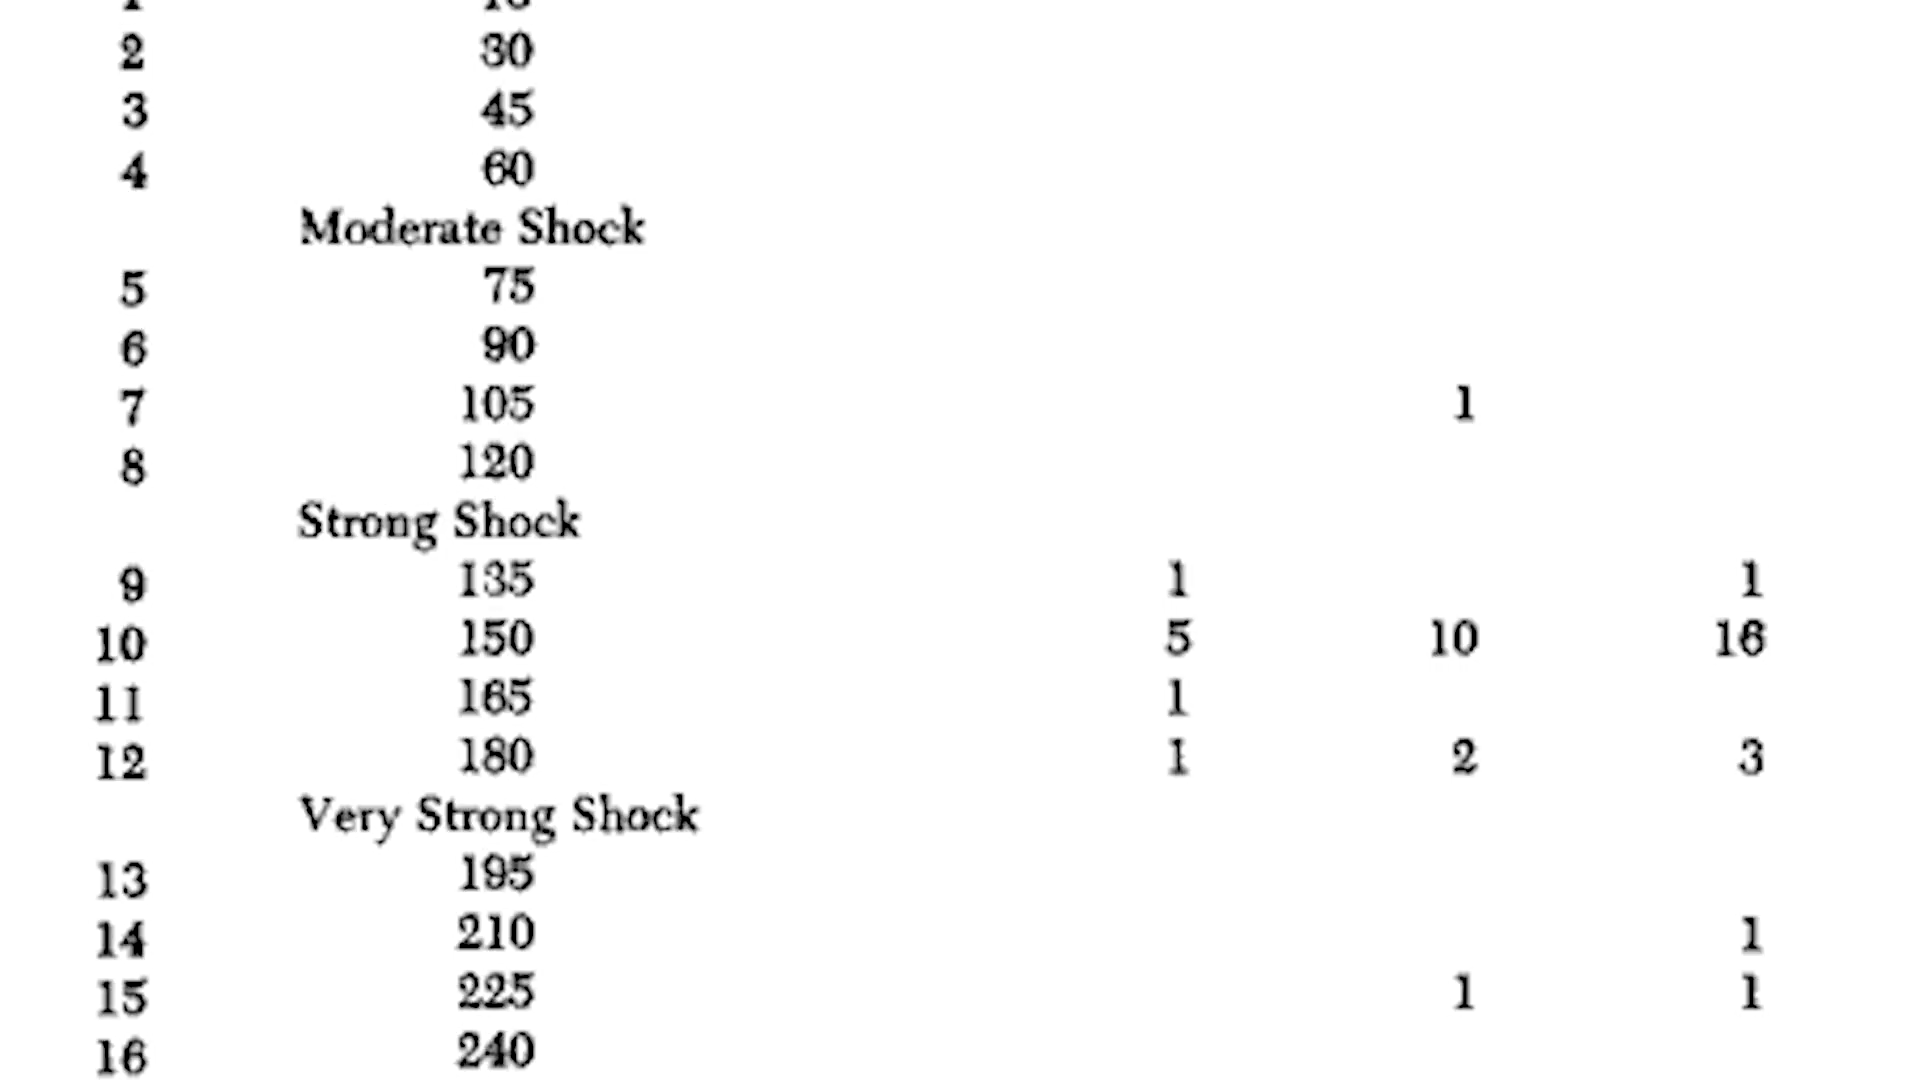 2 30
3 45
4 60
Moderate Shock
5 75
6 90
7 105 1
8 120
Strong Shock
9 135 1 1
10 150 5 10 16
11 165 1
12 180 1 2 3
Very Strong Shock
13 195
14 210 1
15 225 1 1
16 240